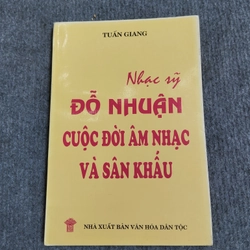 TUẤN GIANG
Nhạc sỹ
ĐỖ NHUẬN
CUỘC ĐỜI ÂM NHẠC
VÀ SÂN KHẤU
NHÀ XUẤT BẢN VĂN HÓA DÂN TỘC